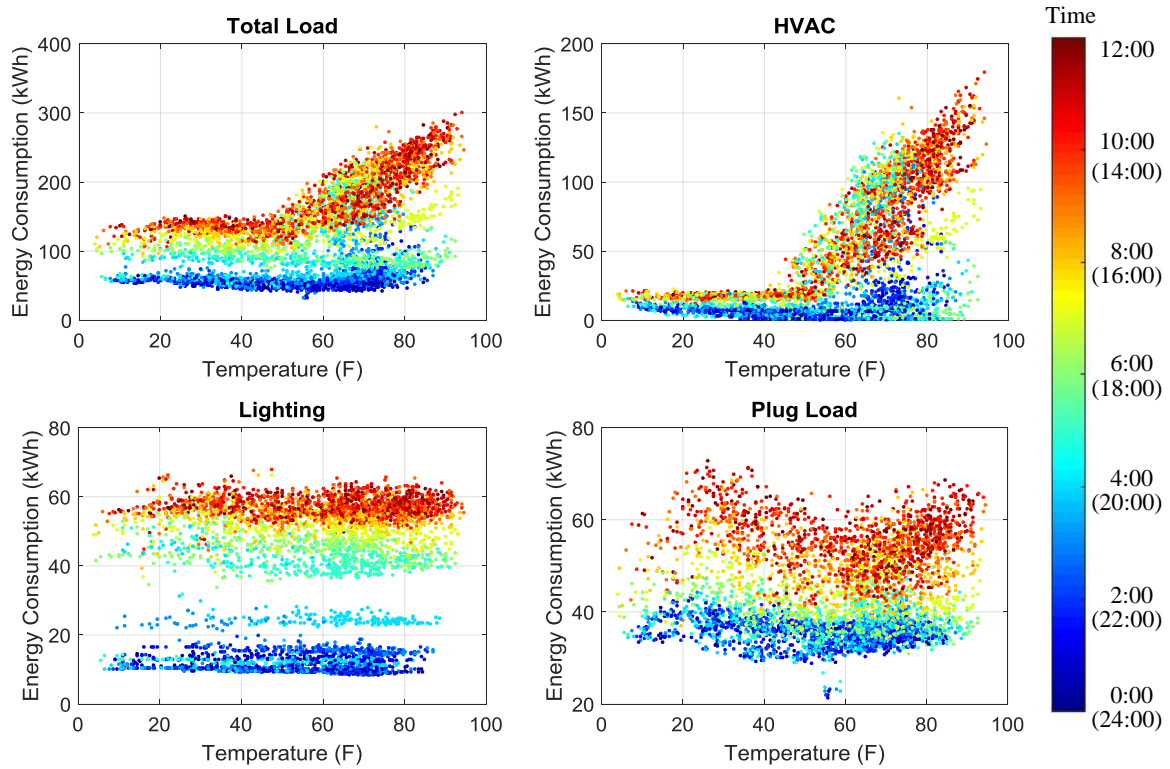 Total Load
400
300
200
100
0
Energy Consumption (kWh)
0 20 40 60 80 100
Temperature (F)
HVAC
200
150
100
50
0
Energy Consumption (kWh)
0 20 40 60 80 100
Temperature (F)
Lighting
80
60
40
20
0
Energy Consumption (kWh)
0 20 40 60 80 100
Temperature (F)
Plug Load
80
60
40
20
Energy Consumption (kWh)
0 20 40 60 80 100
Temperature (F)
Time
12:00
10:00
(14:00)
8:00
(16:00)
6:00
(18:00)
4:00
(20:00)
2:00
(22:00)
0:00
(24:00)